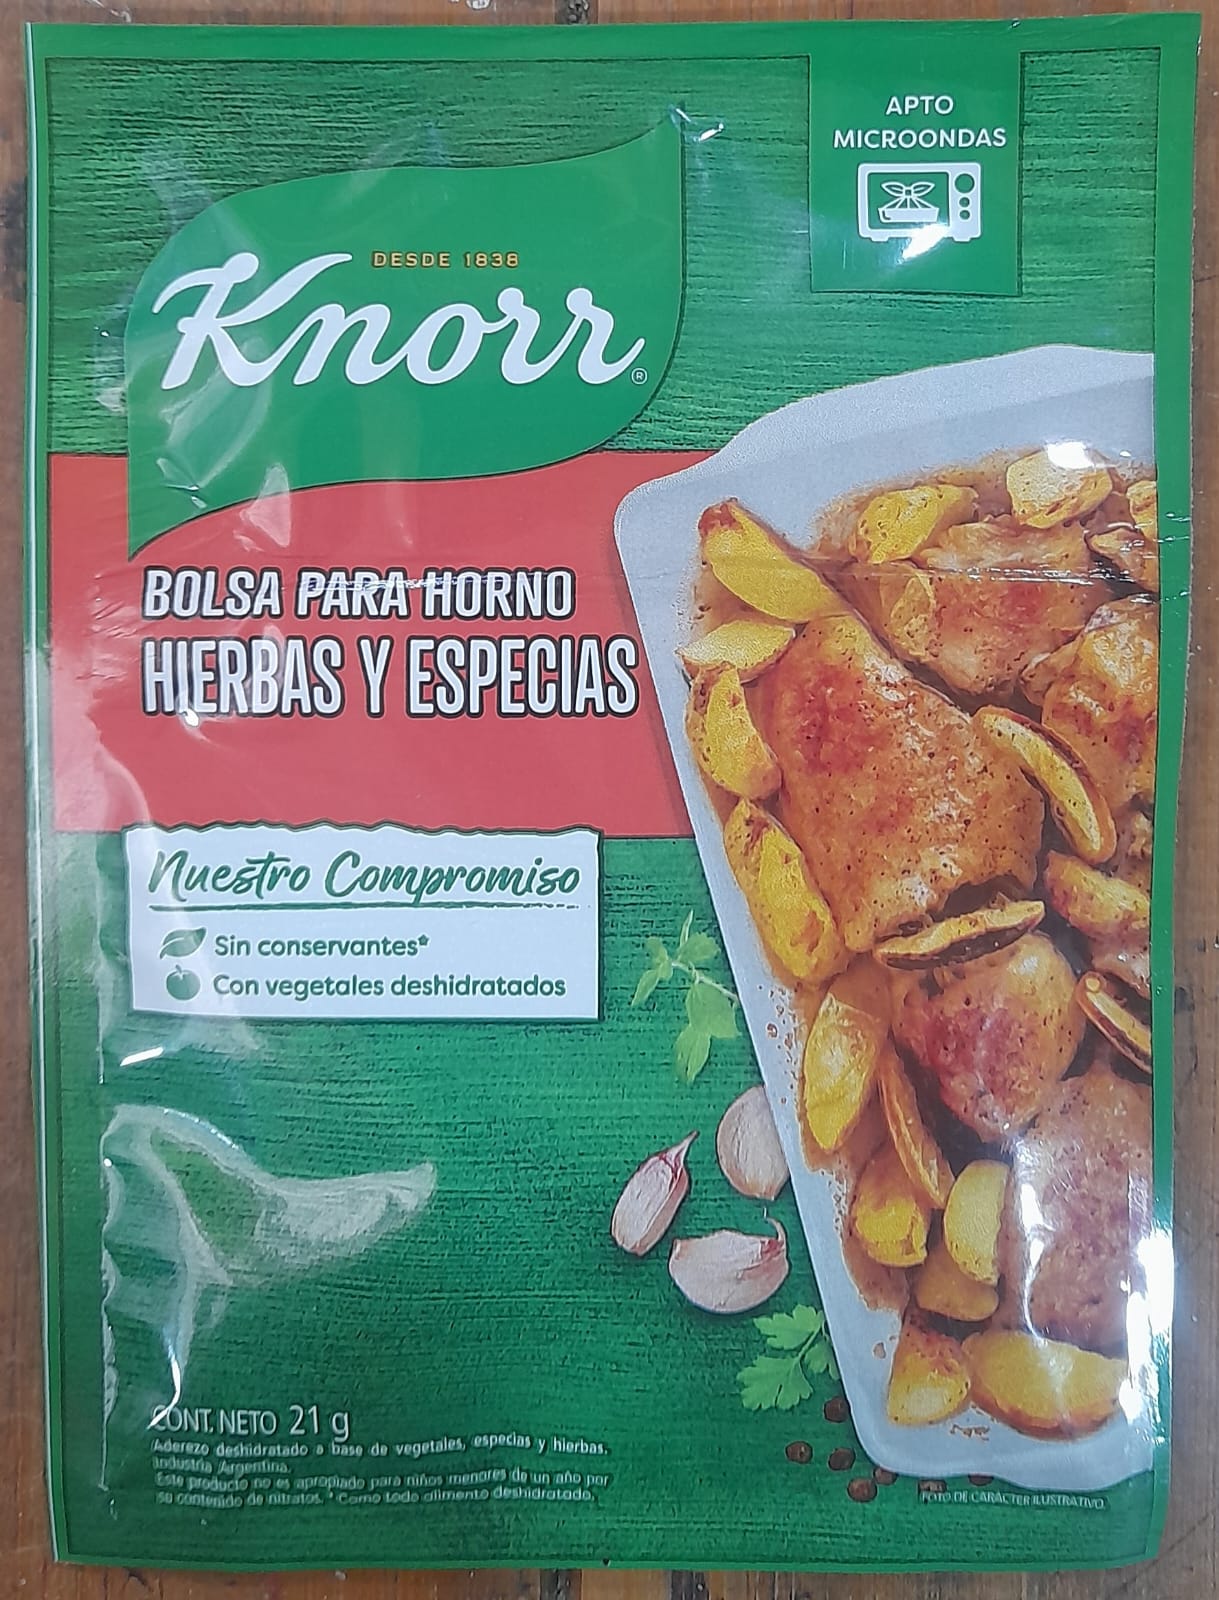 APTO
MICROONDAS
DESDE 1838
Knorr®
BOLSA PARA HORNO
HIERBAS Y ESPECIAS
Nuestro Compromiso
Sin conservantes*
Con vegetales deshidratados
CONT. NETO 21 g
Aderezo deshidratado a base de vegetales, especias y hierbas.
Industria Argentina.
Este producto no es apropiado para niños menores de un año por
su contenido de nitratos. *Como todo alimento deshidratado.
FOTO DE CARÁCTER ILUSTRATIVO.